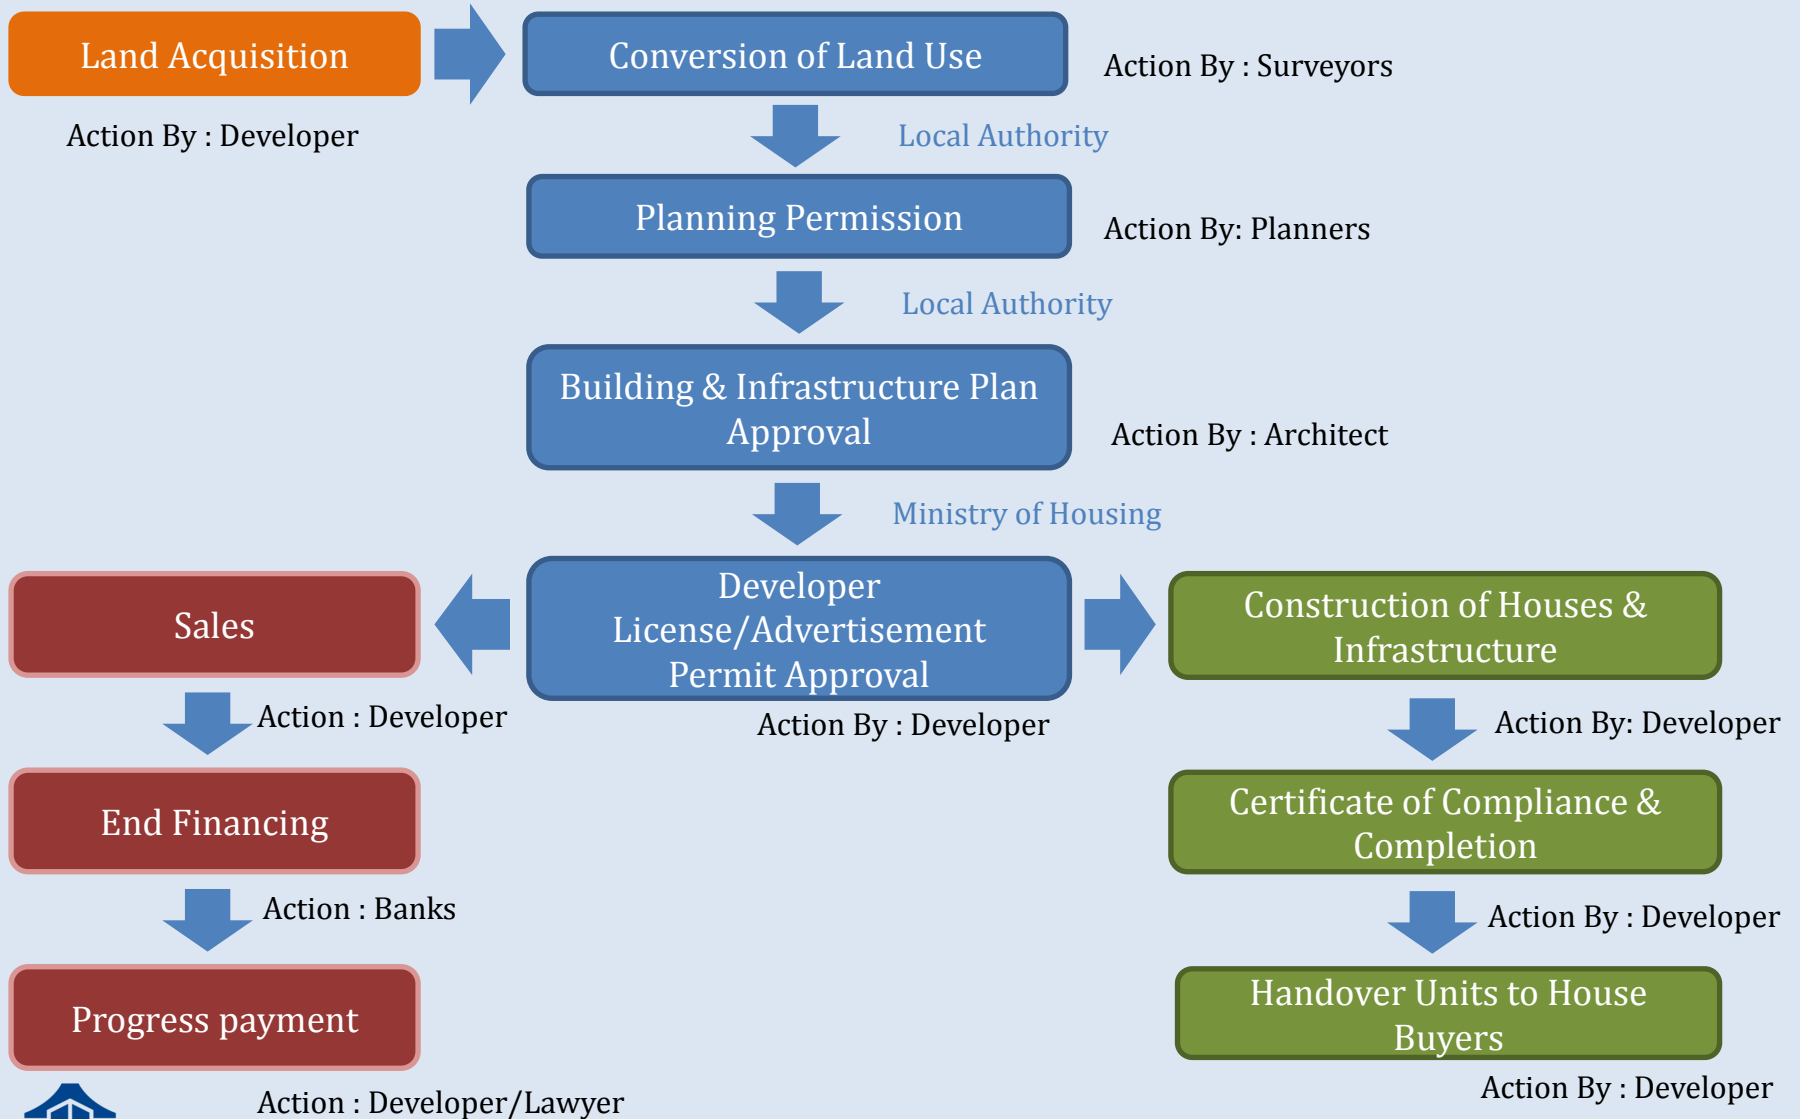 Land Acquisition
Conversion of Land Use
Action By : Surveyors
Action By : Developer
Local Authority
Planning Permission
Action By: Planners
Local Authority
Building & Infrastructure Plan
Approval
Action By : Architect
Ministry of Housing
Developer
License/Advertisement
Permit Approval
Action By : Developer
Sales
Action : Developer
End Financing
Action : Banks
Progress payment
Action : Developer/Lawyer
Construction of Houses &
Infrastructure
Action By: Developer
Certificate of Compliance &
Completion
Action By : Developer
Handover Units to House
Buyers
Action By : Developer